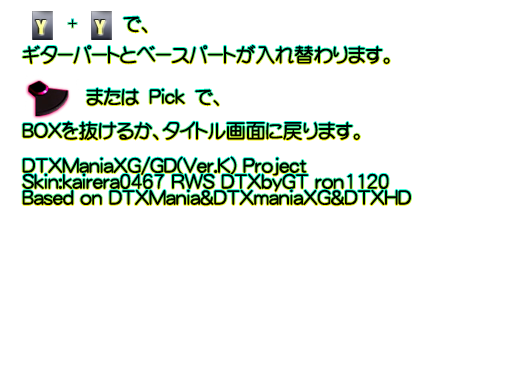 Y + Y で、
ギターパートとベースパートが入れ替わります。
または Pick で、
BOXを抜けるか、タイトル画面に戻ります。
DTXManiaXG/GD(Ver.K) Project
Skin:kairera0467 RWS DTXbyGT ron1120
Based on DTXMania&DTXmaniaXG&DTXHD